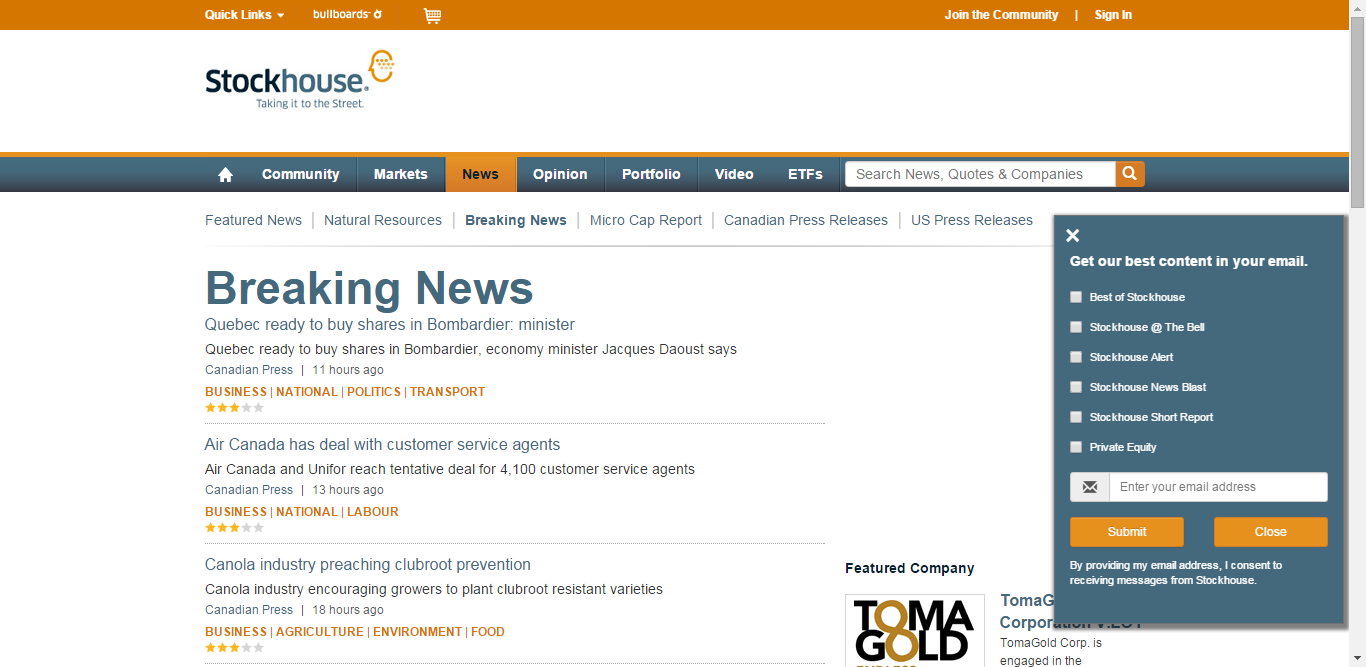 Quick Links bullboards Join the Community | Sign In
Stockhouse.
Taking it to the Street.
Community Markets News Opinion Portfolio Video ETFs Search News, Quotes & Companies
Featured News | Natural Resources | Breaking News | Micro Cap Report | Canadian Press Releases | US Press Releases
Breaking News
Quebec ready to buy shares in Bombardier: minister
Quebec ready to buy shares in Bombardier, economy minister Jacques Daoust says
Canadian Press | 11 hours ago
BUSINESS | NATIONAL | POLITICS | TRANSPORT
Air Canada has deal with customer service agents
Air Canada and Unifor reach tentative deal for 4,100 customer service agents
Canadian Press | 13 hours ago
BUSINESS | NATIONAL | LABOUR
Canola industry preaching clubroot prevention
Canola industry encouraging growers to plant clubroot resistant varieties
Canadian Press | 18 hours ago
BUSINESS | AGRICULTURE | ENVIRONMENT | FOOD
Featured Company
TOMA
GOLD
TomaG
Corporation
TomaGold Corp. is
engaged in the
Get our best content in your email.
Best of Stockhouse
Stockhouse @ The Bell
Stockhouse Alert
Stockhouse News Blast
Stockhouse Short Report
Private Equity
Enter your email address
Submit Close
By providing my email address, I consent to
receiving messages from Stockhouse.